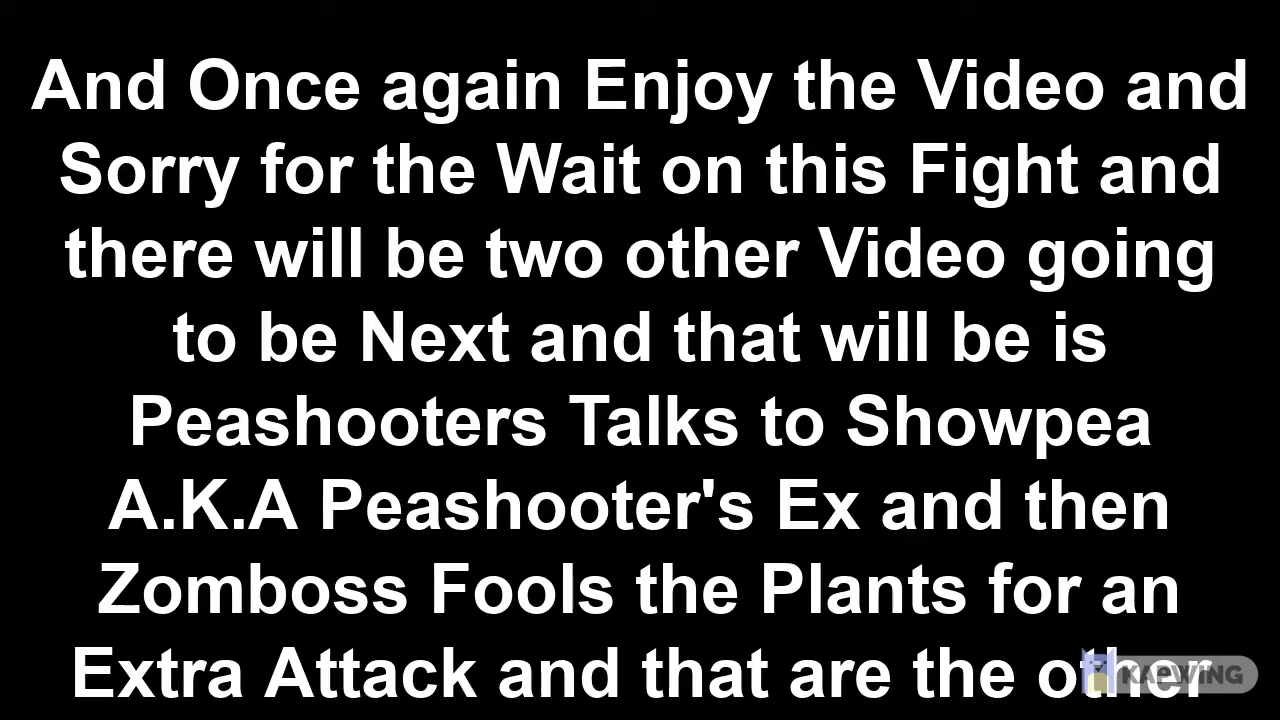 And Once again Enjoy the Video and
Sorry for the Wait on this Fight and
there will be two other Video going
to be Next and that will be is
Peashooters Talks to Showpea
A.K.A Peashooter's Ex and then
Zomboss Fools the Plants for an
Extra Attack and that are the other
KAPWING